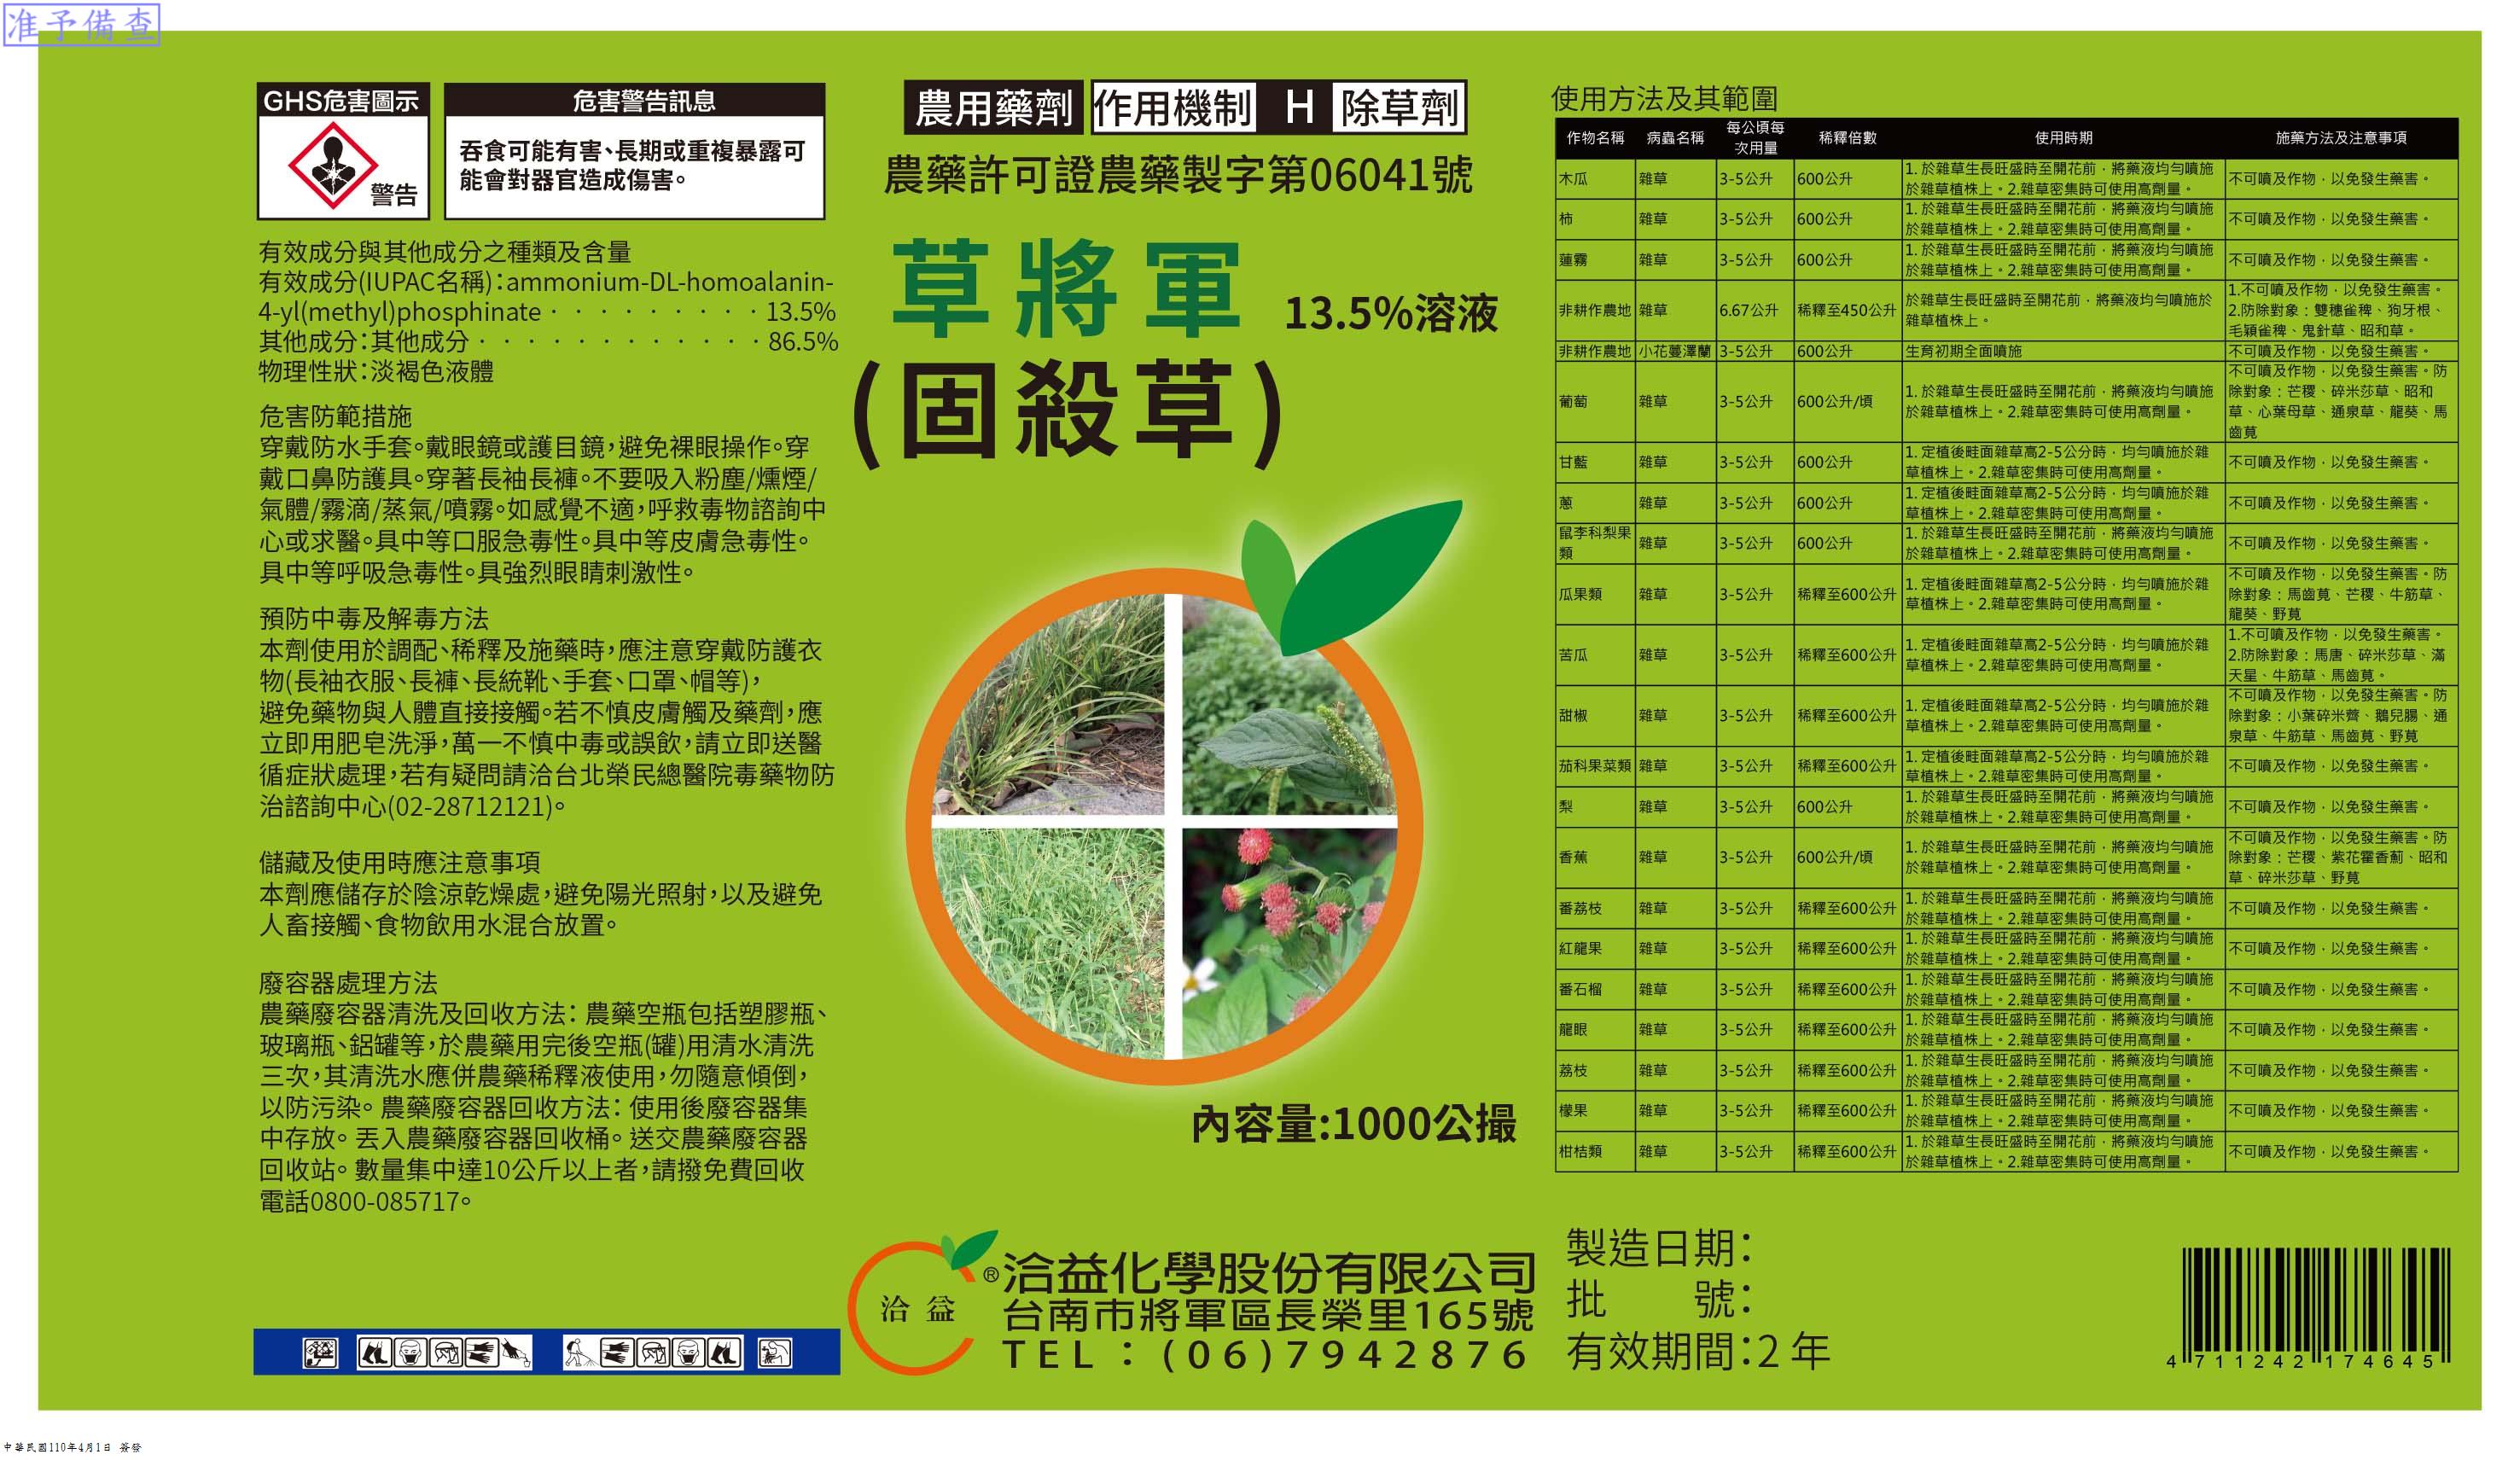 准予備查
GHS危害圖示
警告
危害警告訊息
吞食可能有害、長期或重複暴露可
能會對器官造成傷害。
有效成分與其他成分之種類及含量
有效成分(IUPAC名稱)：ammonium-DL-homoalanin-
4-yl(methyl)phosphinate．．．．．．．．．13.5%
其他成分：其他成分．．．．．．．．．．．．86.5%
物理性狀：淡褐色液體
危害防範措施
穿戴防水手套。戴眼鏡或護目鏡，避免裸眼操作。穿
戴口鼻防護具。穿著長袖長褲。不要吸入粉塵/燻煙/
氣體/霧滴/蒸氣/噴霧。如感覺不適，呼救毒物諮詢中
心或求醫。具中等口服急毒性。具中等皮膚急毒性。
具中等呼吸急毒性。具強烈眼睛刺激性。
預防中毒及解毒方法
本劑使用於調配、稀釋及施藥時，應注意穿戴防護衣
物(長袖衣服、長褲、長統靴、手套、口罩、帽等)，
避免藥物與人體直接接觸。若不慎皮膚觸及藥劑，應
立即用肥皂洗淨，萬一不慎中毒或誤飲，請立即送醫
循症狀處理，若有疑問請洽台北榮民總醫院毒藥物防
治諮詢中心(02-28712121)。
儲藏及使用時應注意事項
本劑應儲存於陰涼乾燥處，避免陽光照射，以及避免
人畜接觸、食物飲用水混合放置。
廢容器處理方法
農藥廢容器清洗及回收方法：農藥空瓶包括塑膠瓶、
玻璃瓶、鋁罐等，於農藥用完後空瓶(罐)用清水清洗
三次，其清洗水應併農藥稀釋液使用，勿隨意傾倒，
以防污染。農藥廢容器回收方法：使用後廢容器集
中存放。丟入農藥廢容器回收桶。送交農藥廢容器
回收站。數量集中達10公斤以上者，請撥免費回收
電話0800-085717。
農用藥劑 作用機制 H 除草劑
農藥許可證農藥製字第06041號
草將軍 13.5%溶液
(固殺草)
內容量:1000公撮
洽益
®洽益化學股份有限公司
台南市將軍區長榮里165號
TEL：(06)7942876
使用方法及其範圍
作物名稱 病蟲名稱 每公頃每次用量 稀釋倍數 使用時期 施藥方法及注意事項
木瓜 雜草 3-5公升 600公升 1. 於雜草生長旺盛時至開花前，將藥液均勻噴施於雜草植株上。2.雜草密集時可使用高劑量。 不可噴及作物，以免發生藥害。
柿 雜草 3-5公升 600公升 1. 於雜草生長旺盛時至開花前，將藥液均勻噴施於雜草植株上。2.雜草密集時可使用高劑量。 不可噴及作物，以免發生藥害。
蓮霧 雜草 3-5公升 600公升 1. 於雜草生長旺盛時至開花前，將藥液均勻噴施於雜草植株上。2.雜草密集時可使用高劑量。 不可噴及作物，以免發生藥害。
非耕作農地 雜草 6.67公升 稀釋至450公升 於雜草生長旺盛時至開花前，將藥液均勻噴施於雜草植株上。 1.不可噴及作物，以免發生藥害。2.防除對象：雙穗雀稗、狗牙根、毛穎雀稗、鬼針草、昭和草。
非耕作農地 小花蔓澤蘭 3-5公升 600公升 生育初期全面噴施 不可噴及作物，以免發生藥害。
葡萄 雜草 3-5公升 600公升/頃 1. 於雜草生長旺盛時至開花前，將藥液均勻噴施於雜草植株上。2.雜草密集時可使用高劑量。 不可噴及作物，以免發生藥害。防除對象：芒稷、碎米莎草、昭和草、心葉母草、通泉草、龍葵、馬齒莧
甘藍 雜草 3-5公升 600公升 1. 定植後畦面雜草高2-5公分時，均勻噴施於雜草植株上。2.雜草密集時可使用高劑量。 不可噴及作物，以免發生藥害。
蔥 雜草 3-5公升 600公升 1. 定植後畦面雜草高2-5公分時，均勻噴施於雜草植株上。2.雜草密集時可使用高劑量。 不可噴及作物，以免發生藥害。
鼠李科梨果類 雜草 3-5公升 600公升 1. 於雜草生長旺盛時至開花前，將藥液均勻噴施於雜草植株上。2.雜草密集時可使用高劑量。 不可噴及作物，以免發生藥害。
瓜果類 雜草 3-5公升 稀釋至600公升 1. 定植後畦面雜草高2-5公分時，均勻噴施於雜草植株上。2.雜草密集時可使用高劑量。 不可噴及作物，以免發生藥害。防除對象：馬齒莧、芒稷、牛筋草、龍葵、野莧
苦瓜 雜草 3-5公升 稀釋至600公升 1. 定植後畦面雜草高2-5公分時，均勻噴施於雜草植株上。2.雜草密集時可使用高劑量。 1.不可噴及作物，以免發生藥害。2.防除對象：馬唐、碎米莎草、滿天星、牛筋草、馬齒莧。
甜椒 雜草 3-5公升 稀釋至600公升 1. 定植後畦面雜草高2-5公分時，均勻噴施於雜草植株上。2.雜草密集時可使用高劑量。 不可噴及作物，以免發生藥害。防除對象：小葉碎米薺、鵝兒腸、通泉草、牛筋草、馬齒莧、野莧
茄科果菜類 雜草 3-5公升 稀釋至600公升 1. 定植後畦面雜草高2-5公分時，均勻噴施於雜草植株上。2.雜草密集時可使用高劑量。 不可噴及作物，以免發生藥害。
梨 雜草 3-5公升 600公升 1. 於雜草生長旺盛時至開花前，將藥液均勻噴施於雜草植株上。2.雜草密集時可使用高劑量。 不可噴及作物，以免發生藥害。
香蕉 雜草 3-5公升 600公升/頃 1. 於雜草生長旺盛時至開花前，將藥液均勻噴施於雜草植株上。2.雜草密集時可使用高劑量。 不可噴及作物，以免發生藥害。防除對象：芒稷、紫花霍香薊、昭和草、碎米莎草、野莧
番荔枝 雜草 3-5公升 稀釋至600公升 1. 於雜草生長旺盛時至開花前，將藥液均勻噴施於雜草植株上。2.雜草密集時可使用高劑量。 不可噴及作物，以免發生藥害。
紅龍果 雜草 3-5公升 稀釋至600公升 1. 於雜草生長旺盛時至開花前，將藥液均勻噴施於雜草植株上。2.雜草密集時可使用高劑量。 不可噴及作物，以免發生藥害。
番石榴 雜草 3-5公升 稀釋至600公升 1. 於雜草生長旺盛時至開花前，將藥液均勻噴施於雜草植株上。2.雜草密集時可使用高劑量。 不可噴及作物，以免發生藥害。
龍眼 雜草 3-5公升 稀釋至600公升 1. 於雜草生長旺盛時至開花前，將藥液均勻噴施於雜草植株上。2.雜草密集時可使用高劑量。 不可噴及作物，以免發生藥害。
荔枝 雜草 3-5公升 稀釋至600公升 1. 於雜草生長旺盛時至開花前，將藥液均勻噴施於雜草植株上。2.雜草密集時可使用高劑量。 不可噴及作物，以免發生藥害。
檬果 雜草 3-5公升 稀釋至600公升 1. 於雜草生長旺盛時至開花前，將藥液均勻噴施於雜草植株上。2.雜草密集時可使用高劑量。 不可噴及作物，以免發生藥害。
柑桔類 雜草 3-5公升 稀釋至600公升 1. 於雜草生長旺盛時至開花前，將藥液均勻噴施於雜草植株上。2.雜草密集時可使用高劑量。 不可噴及作物，以免發生藥害。
製造日期：
批　　號：
有效期間：2 年
4 711242 174645
中華民國110年4月1日 簽發